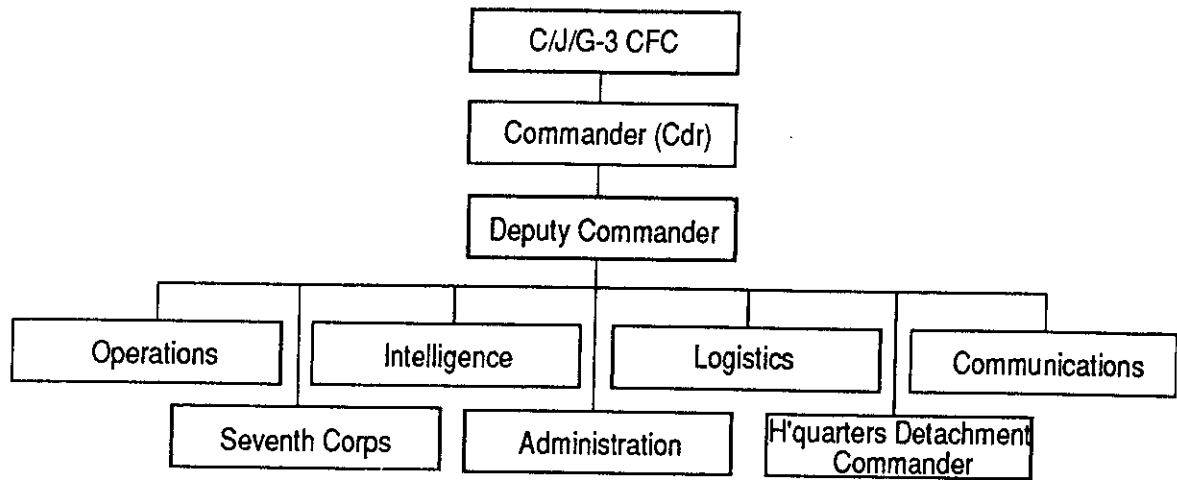 C/J/G-3 CFC
Commander (Cdr)
Deputy Commander
Operations
Intelligence
Logistics
Communications
Seventh Corps
Administration
H'quarters Detachment
Commander